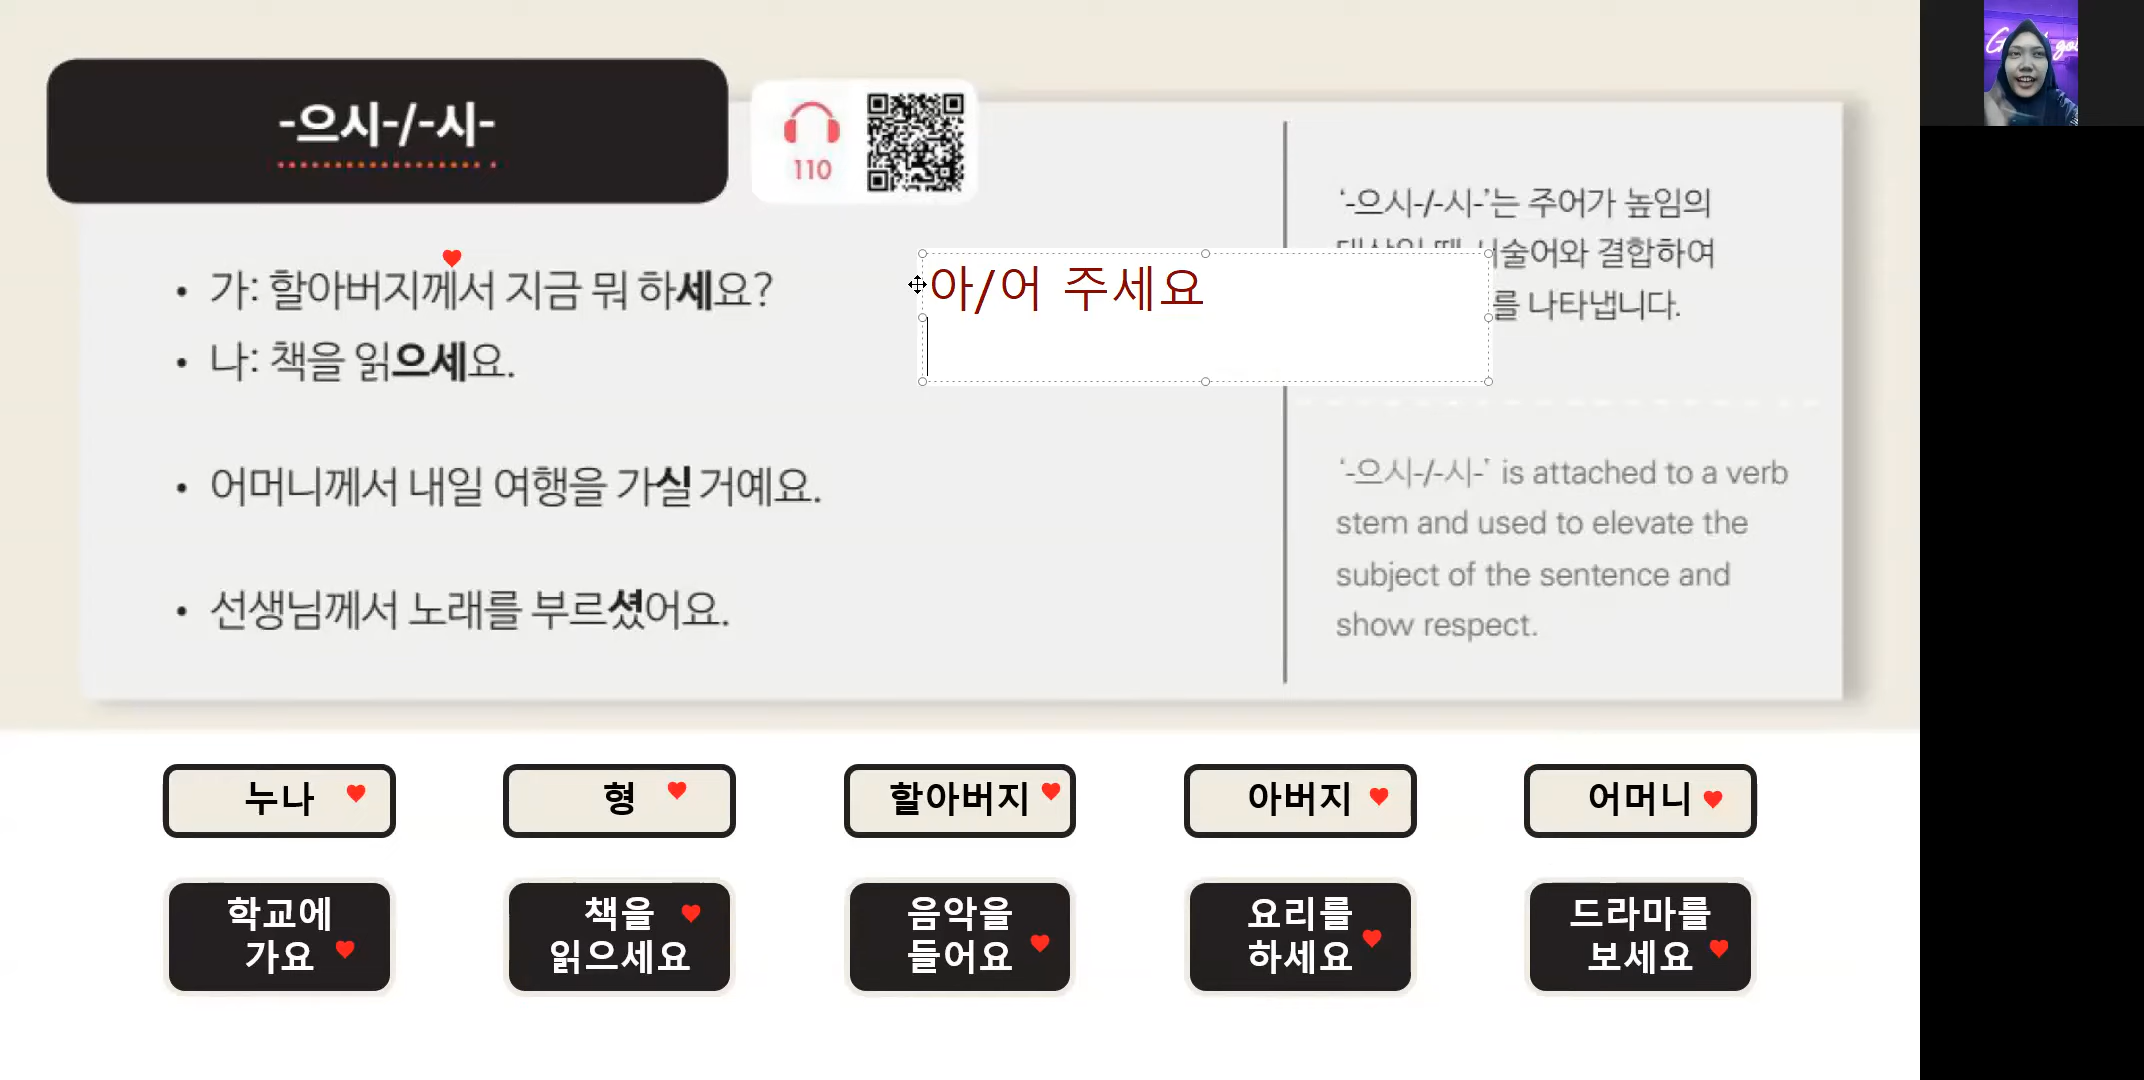 -으시-/-시-
110
• 가: 할아버지께서 지금 뭐 하세요?
• 나: 책을 읽으세요.
• 어머니께서 내일 여행을 가실 거예요.
• 선생님께서 노래를 부르셨어요.
아/어 주세요
‘-으시-/-시-’는 주어가 높임의
술어와 결합하여
를 나타냅니다.
‘-으시-/-시-’ is attached to a verb
stem and used to elevate the
subject of the sentence and
show respect.
누나
형
할아버지
아버지
어머니
학교에
가요
책을
읽으세요
음악을
들어요
요리를
하세요
드라마를
보세요